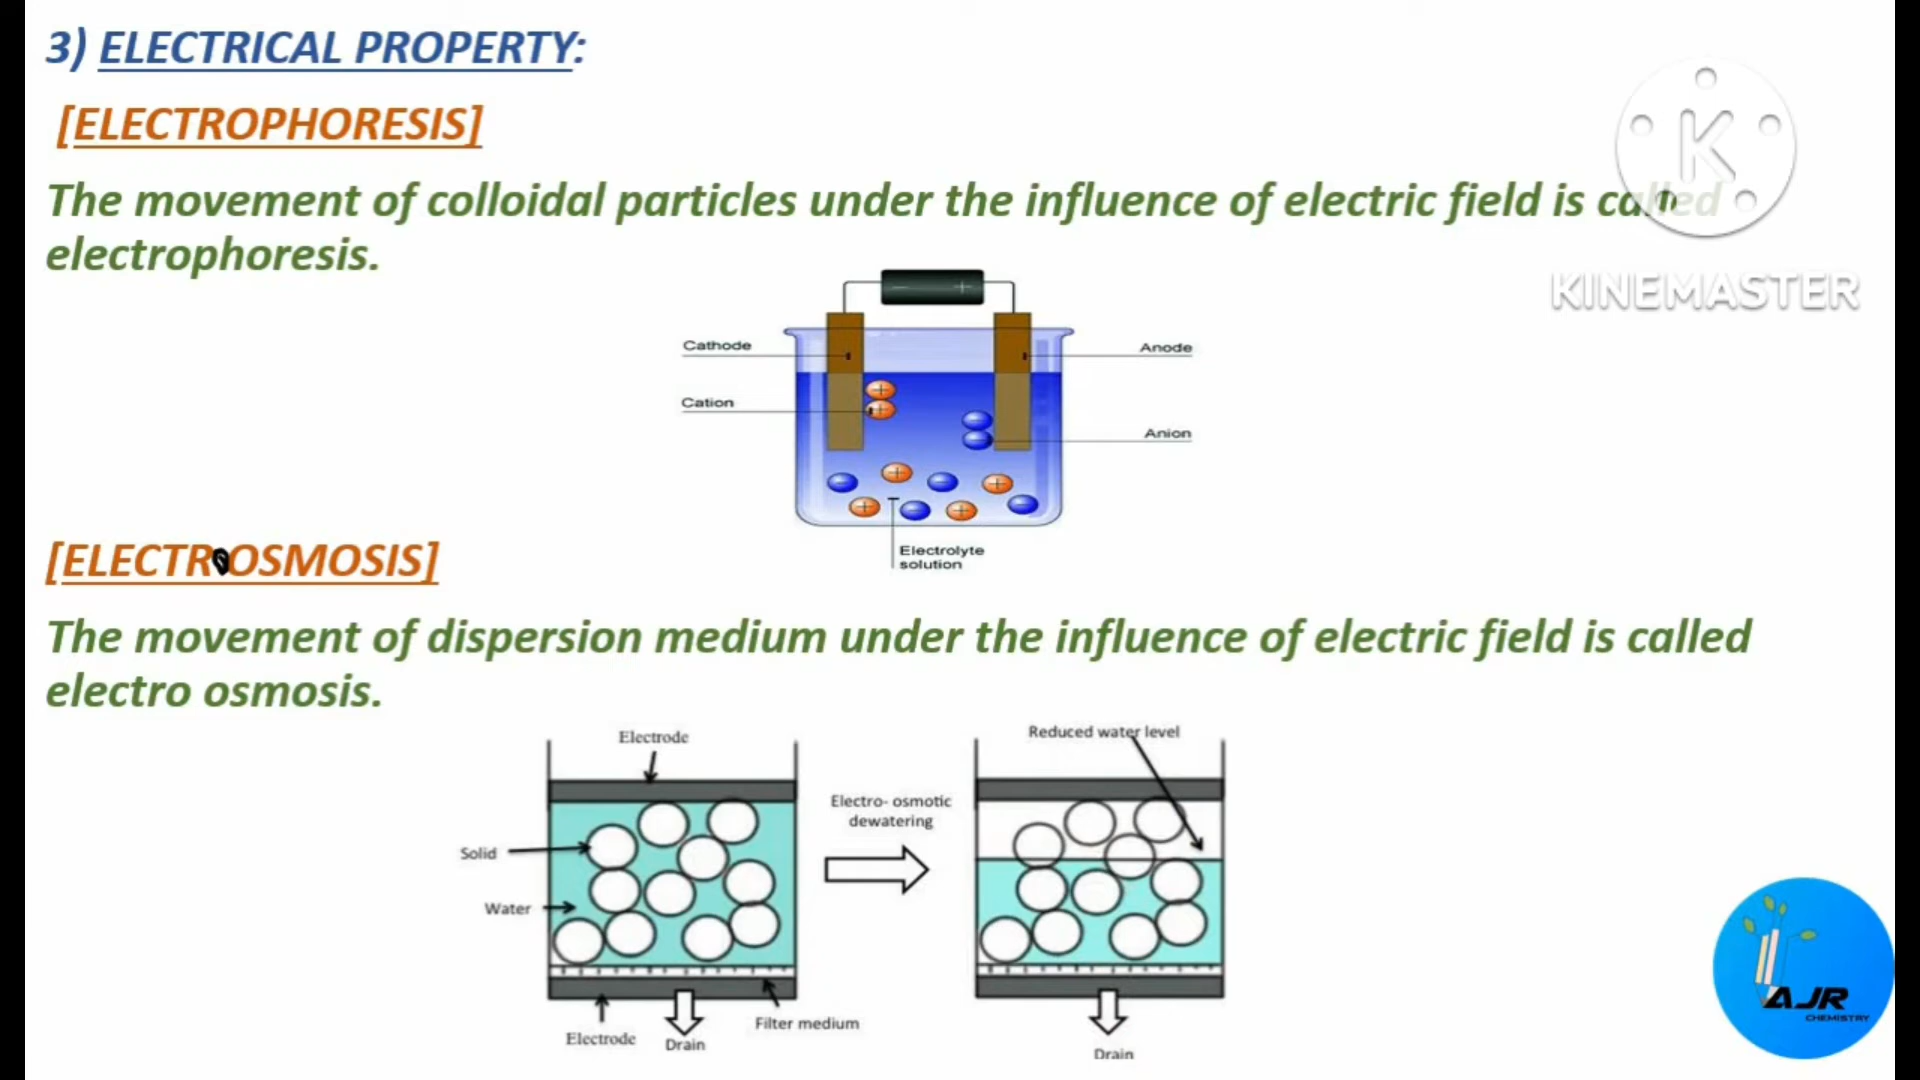 3) ELECTRICAL PROPERTY:
[ELECTROPHORESIS]
The movement of colloidal particles under the influence of electric field is called
electrophoresis.
K
KINEMASTER
Cathode
Anode
Cation
Anion
Electrolyte
solution
[ELECTROOSMOSIS]
The movement of dispersion medium under the influence of electric field is called
electro osmosis.
Electrode
Reduced water level
Electro- osmotic
dewatering
Solid
Water
Filter medium
Electrode
Drain
Drain
AJR
CHEMISTRY